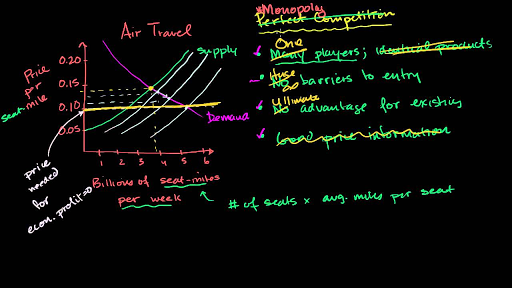 Air Travel
Price
per
seat-mile
0.20
0.15
0.10
0.05
supply
Demand
1 2 3 4 5 6
Billions of seat-miles
per week
# of seats x avg. miles per seat
price
needed
for
econ. profit=0
*Monopoly
Perfect Competition
One
Many players; identical products
Huge
No barriers to entry
Ultimate
No advantage for existing
Good price information